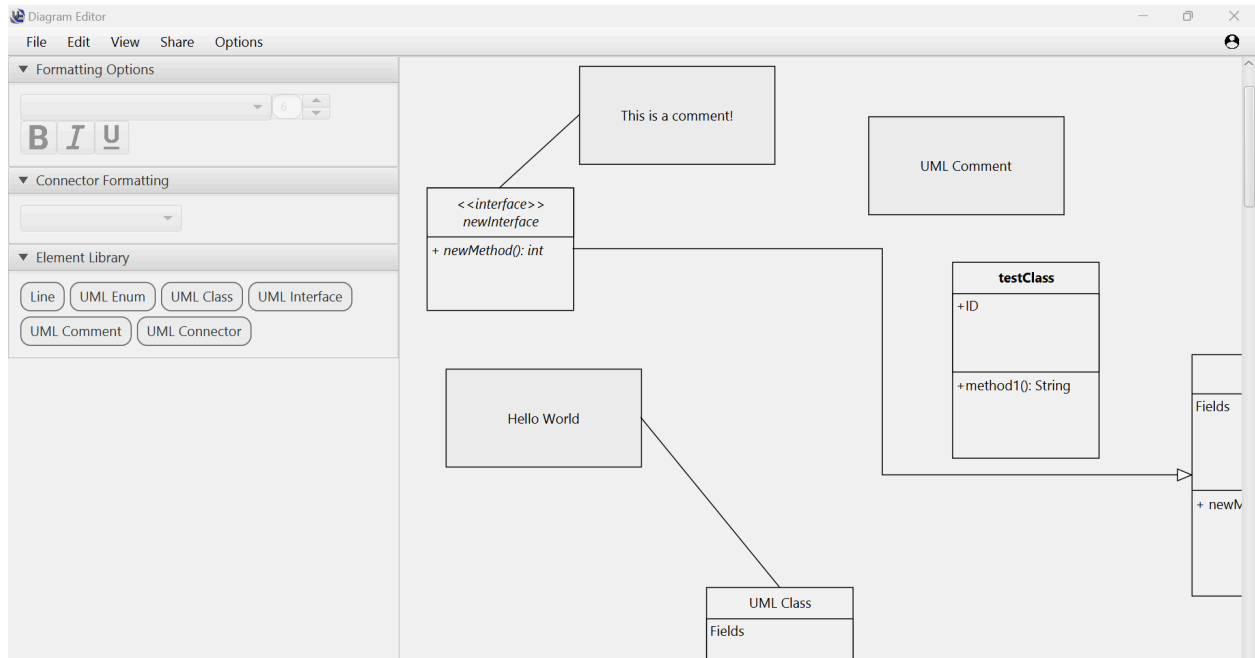 Diagram Editor
File Edit View Share Options
Formatting Options
6
B I U
Connector Formatting
Element Library
Line UML Enum UML Class UML Interface
UML Comment UML Connector
This is a comment!
UML Comment
<<interface>>
newInterface
+ newMethod(): int
testClass
+ID
+method1(): String
Hello World
Fields
+ newM
UML Class
Fields